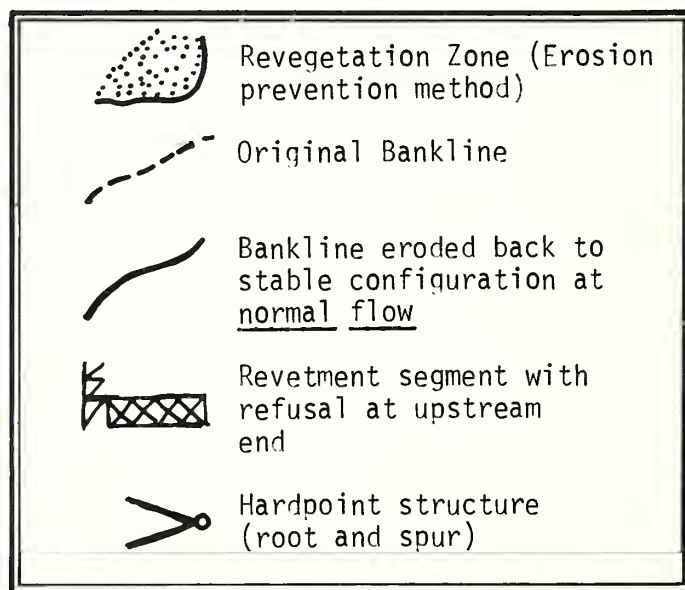 Revegetation Zone (Erosion
prevention method)
Original Bankline
Bankline eroded back to
stable configuration at
normal flow
Revetment segment with
refusal at upstream
end
Hardpoint structure
(root and spur)